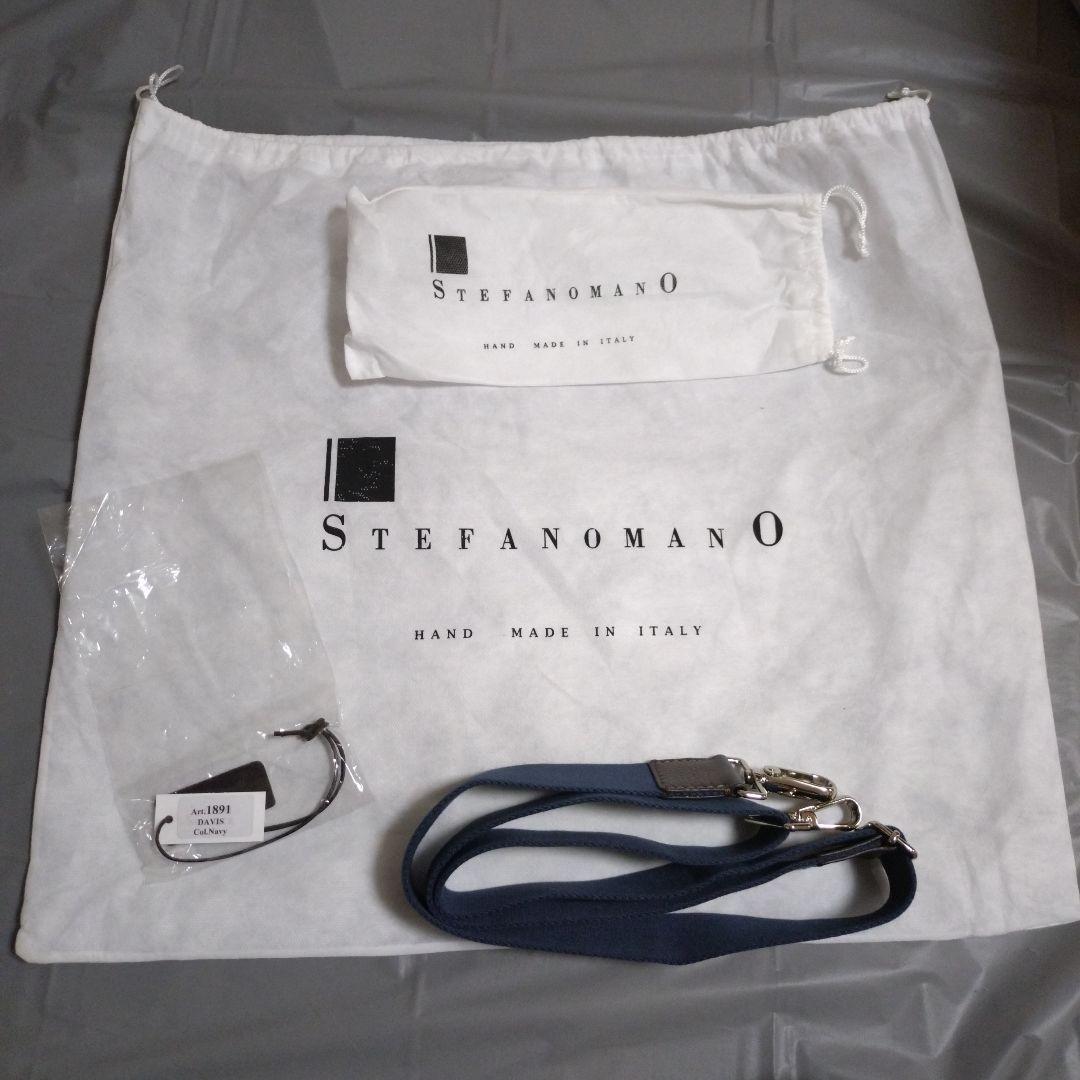 STEFANOMANO
HAND MADE IN ITALY
STEFANOMANO
HAND MADE IN ITALY
Art.1891
DAVIS
Col.Navy